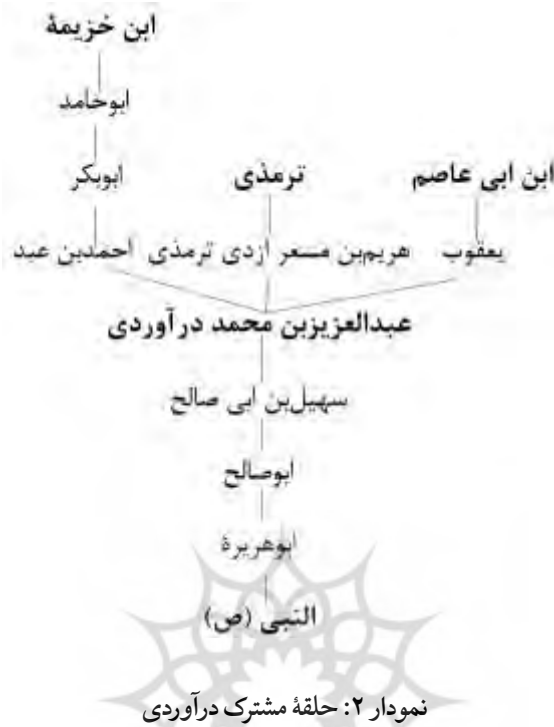 ابن خزیمة
ابوحامد
ابوبکر ترمذی ابن ابی عاصم
احمدبن عبد هریم‌بن مسعر ازدی ترمذی یعقوب
عبدالعزیزبن محمد درآوردی
سهیل‌بن ابی صالح
ابوصالح
ابوهریرة
النبی (ص)
نمودار ۲: حلقهٔ مشترک درآوردی